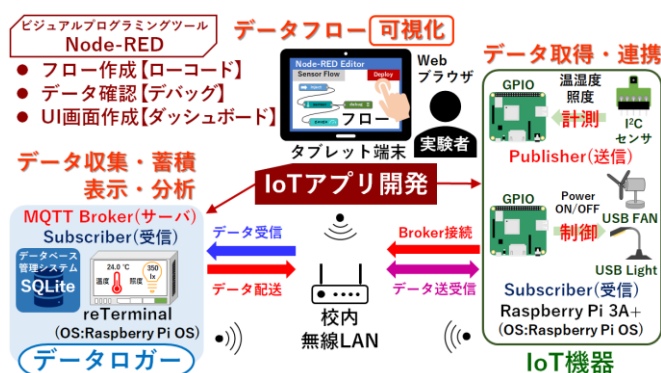 ビジュアルプログラミングツール
Node-RED
● フロー作成【ローコード】
● データ確認【デバッグ】
● UI画面作成【ダッシュボード】
データフロー可視化
Node-RED Editor
Sensor Flow
Deploy
フロー
タブレット端末
Web
ブラウザ
実験者
データ取得・連携
GPIO
温湿度
照度
計測
I²C
センサ
Publisher(送信)
GPIO
Power
ON/OFF
制御
USB FAN
USB Light
Subscriber(受信)
Raspberry Pi 3A+
(OS:Raspberry Pi OS)
IoT機器
IoTアプリ開発
データ収集・蓄積
表示・分析
MQTT Broker(サーバ)
Subscriber(受信)
データベース
管理システム
SQLite
24.0 ℃
温度
照度
350
lx
reTerminal
(OS:Raspberry Pi OS)
データロガー
データ受信
データ配送
Broker接続
データ送受信
校内
無線LAN